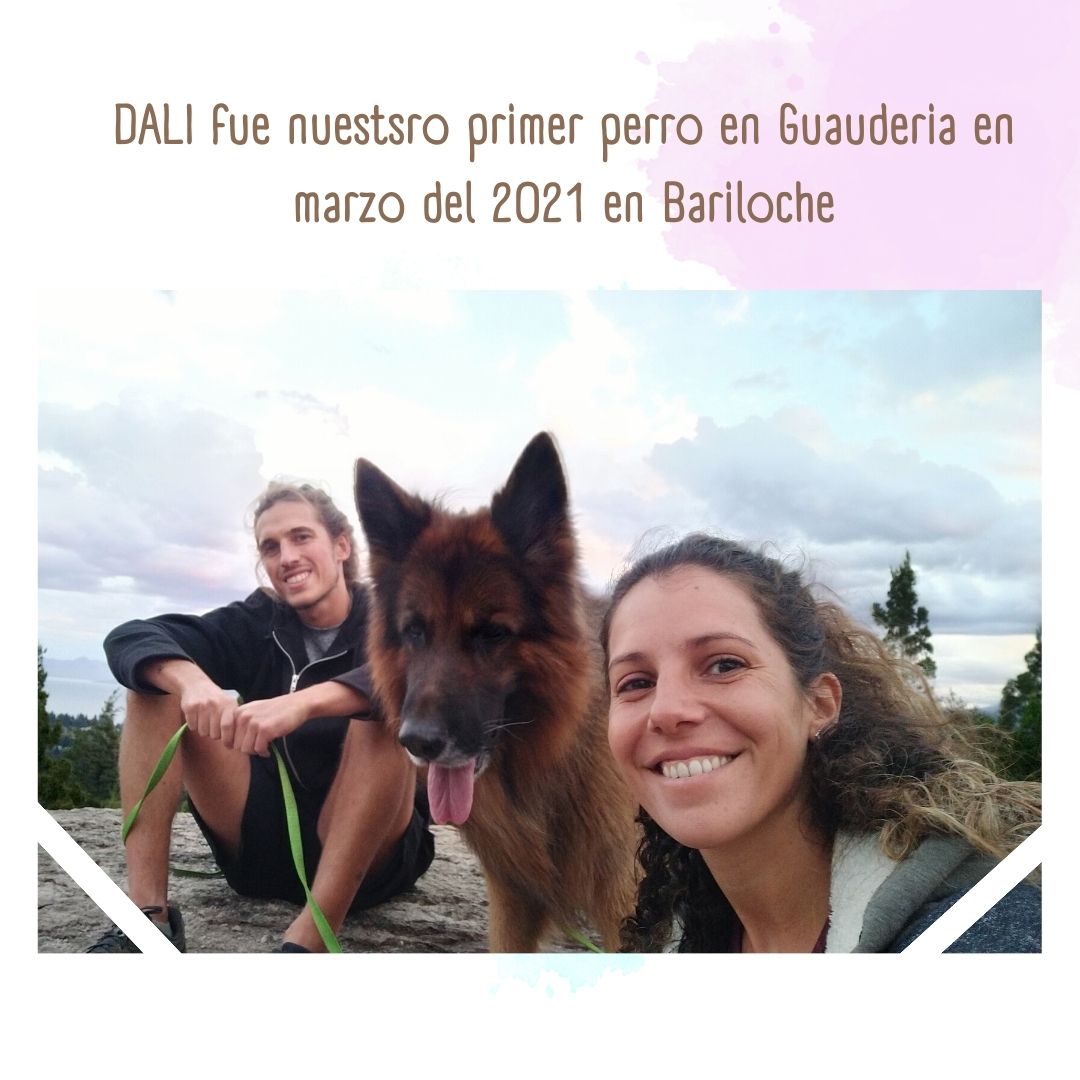 DALI fue nuestsro primer perro en Guauderia en
marzo del 2021 en Bariloche